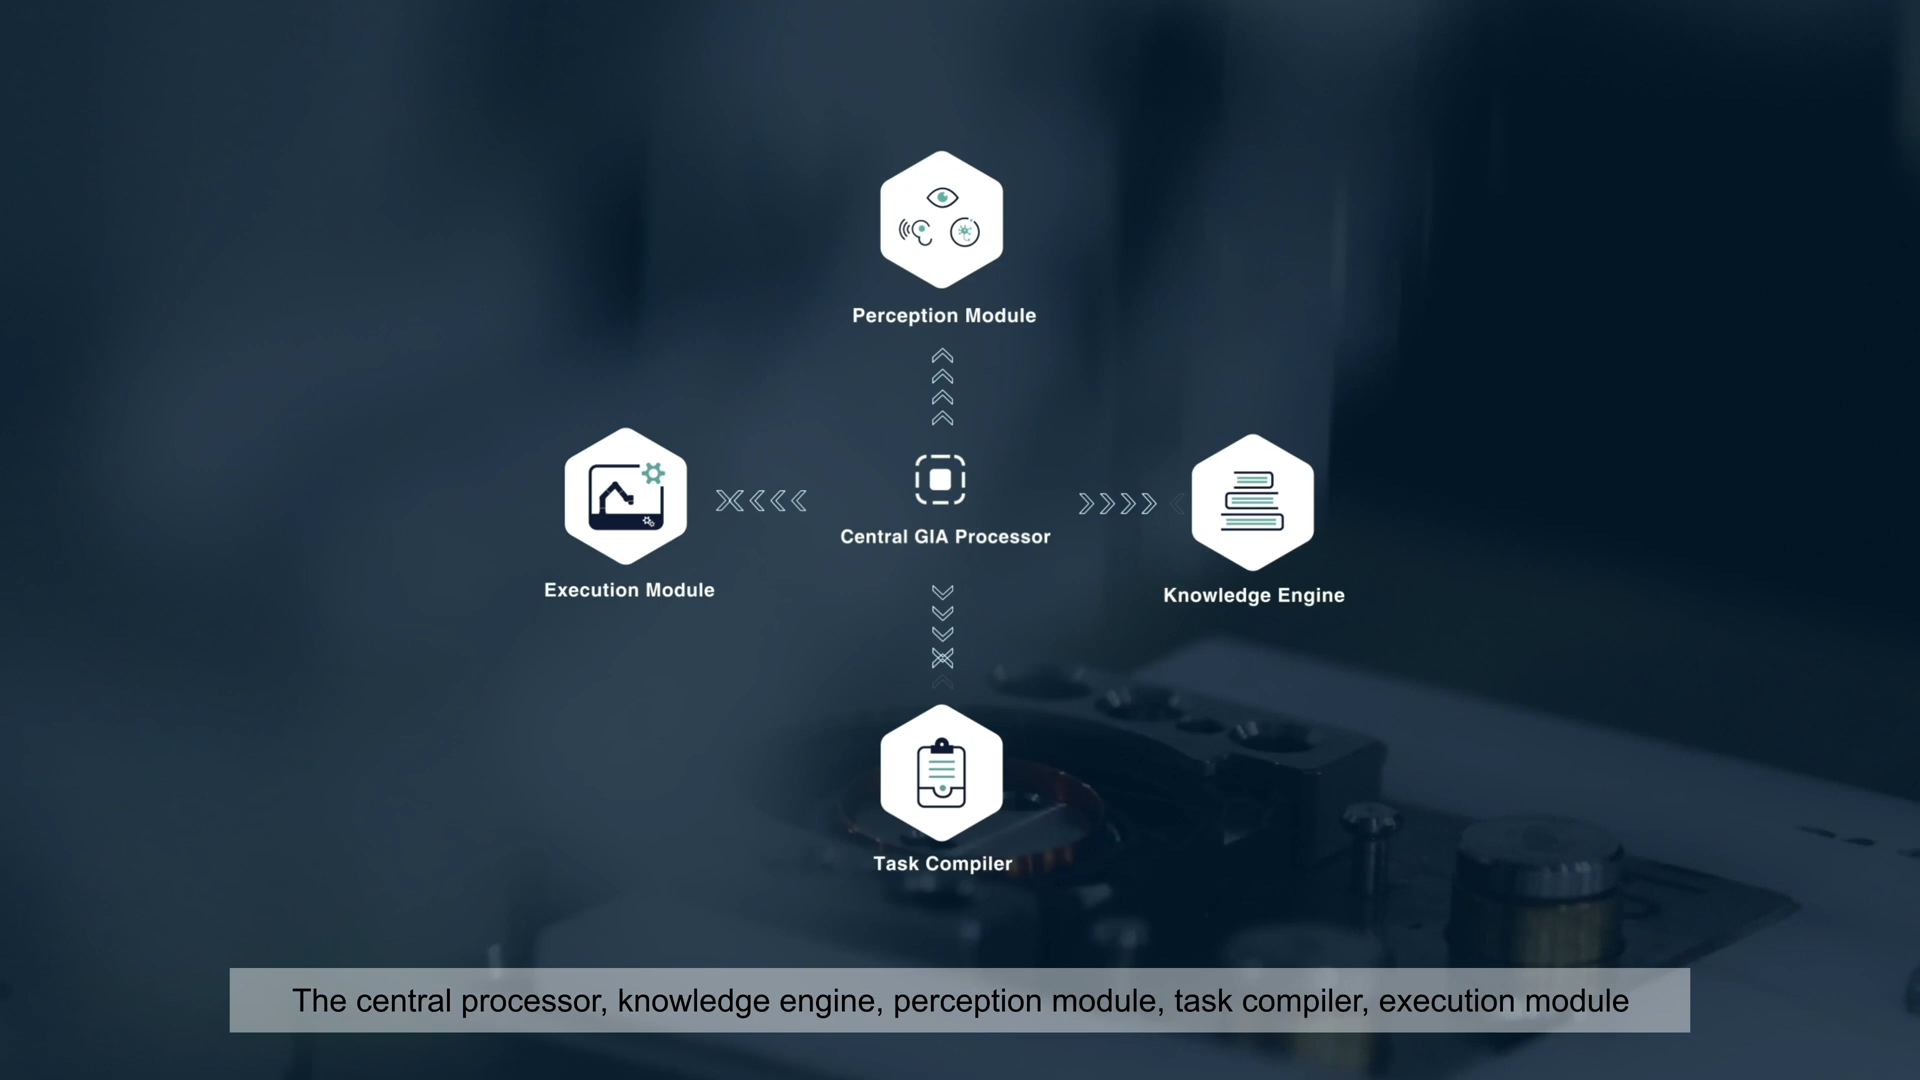 Perception Module
Central GIA Processor
Execution Module
Knowledge Engine
Task Compiler
The central processor, knowledge engine, perception module, task compiler, execution module